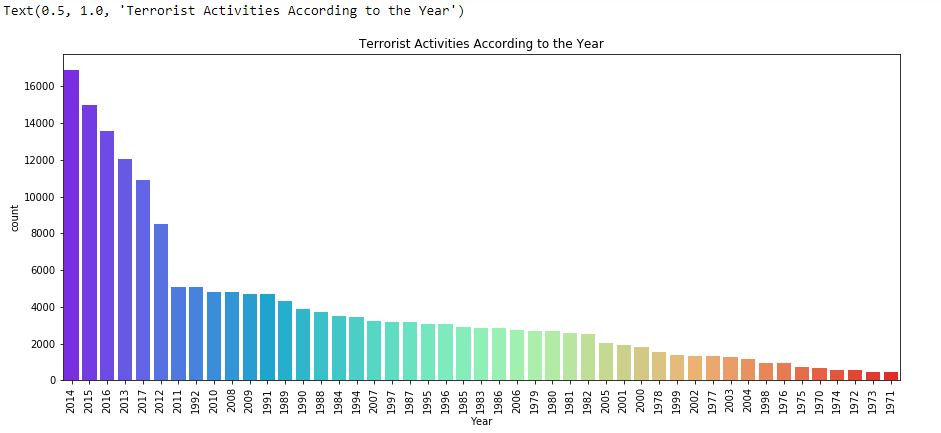 Text(0.5, 1.0, 'Terrorist Activities According to the Year')
Terrorist Activities According to the Year
16000
14000
12000
10000
8000
6000
4000
2000
0
count
2014 2015 2016 2013 2017 2012 2011 1992 2010 2008 2009 1991 1989 1990 1988 1984 1994 2007 1997 1987 1995 1996 1985 1983 1986 2006 1979 1980 1981 1982 2005 2001 2000 1978 1999 2002 1977 2003 2004 1998 1976 1975 1970 1974 1972 1973 1971
Year